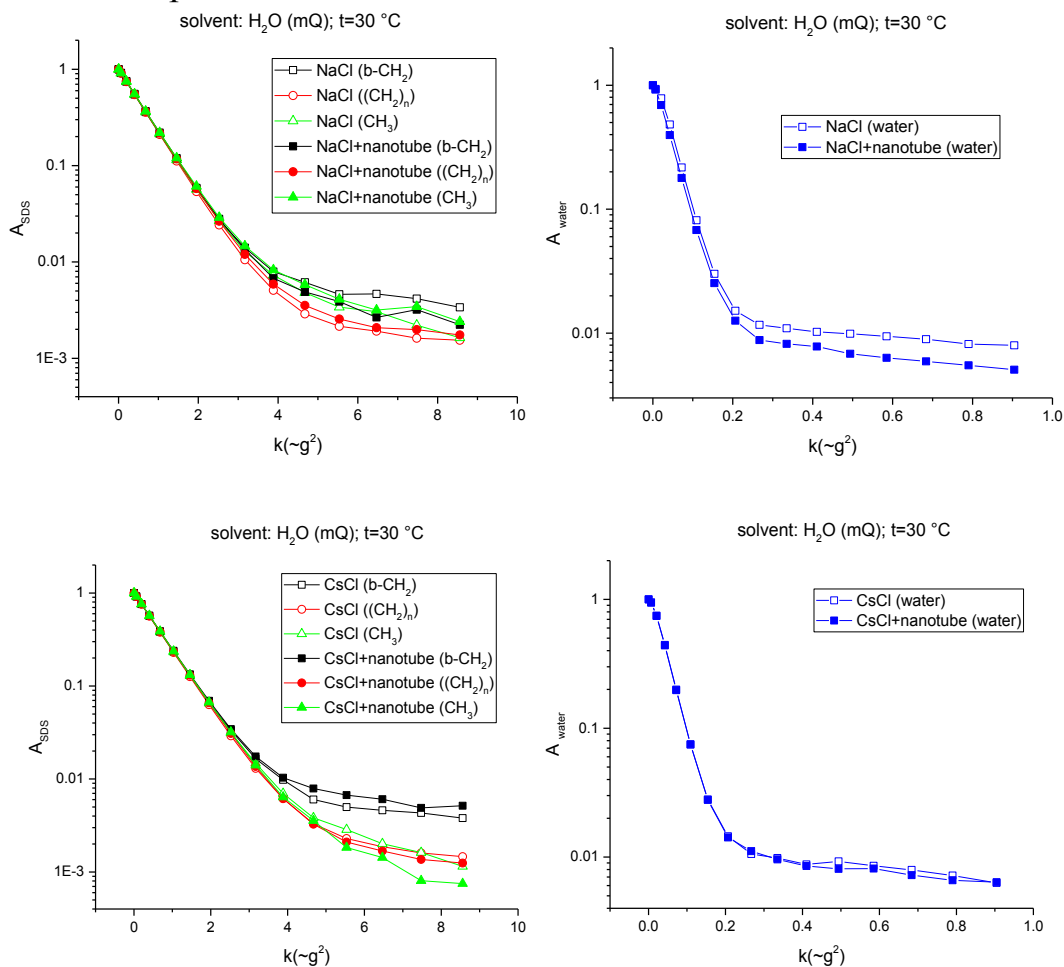 solvent: H2O (mQ); t=30 °C
NaCl (b-CH2)
NaCl ((CH2)n)
NaCl (CH3)
NaCl+nanotube (b-CH2)
NaCl+nanotube ((CH2)n)
NaCl+nanotube (CH3)
1
0.1
0.01
1E-3
ASDS
0 2 4 6 8 10
k(~g2)
solvent: H2O (mQ); t=30 °C
NaCl (water)
NaCl+nanotube (water)
1
0.1
0.01
A water
0.0 0.2 0.4 0.6 0.8 1.0
k(~g2)
solvent: H2O (mQ); t=30 °C
CsCl (b-CH2)
CsCl ((CH2)n)
CsCl (CH3)
CsCl+nanotube (b-CH2)
CsCl+nanotube ((CH2)n)
CsCl+nanotube (CH3)
1
0.1
0.01
1E-3
ASDS
0 2 4 6 8 10
k(~g2)
solvent: H2O (mQ); t=30 °C
CsCl (water)
CsCl+nanotube (water)
1
0.1
0.01
A water
0.0 0.2 0.4 0.6 0.8 1.0
k(~g2)